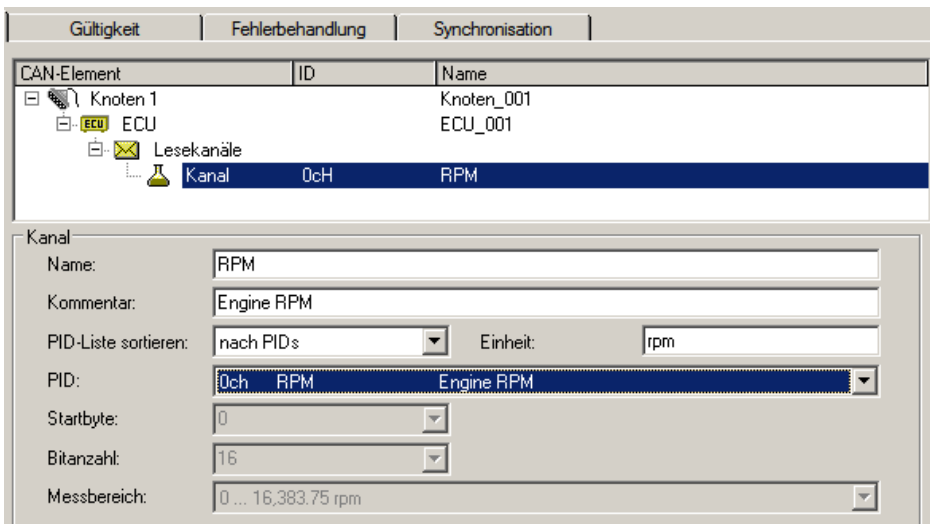 Gültigkeit Fehlerbehandlung Synchronisation
CAN-Element ID Name
Knoten 1 Knoten_001
ECU ECU ECU_001
Lesekanäle
Kanal 0cH RPM
Kanal
Name: RPM
Kommentar: Engine RPM
PID-Liste sortieren: nach PIDs Einheit: rpm
PID: 0ch RPM Engine RPM
Startbyte: 0
Bitanzahl: 16
Messbereich: 0 ... 16,383.75 rpm